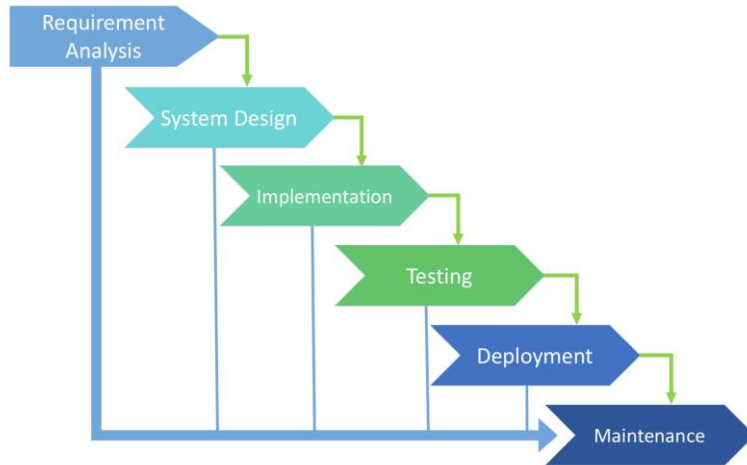 Requirement
Analysis
System Design
Implementation
Testing
Deployment
Maintenance